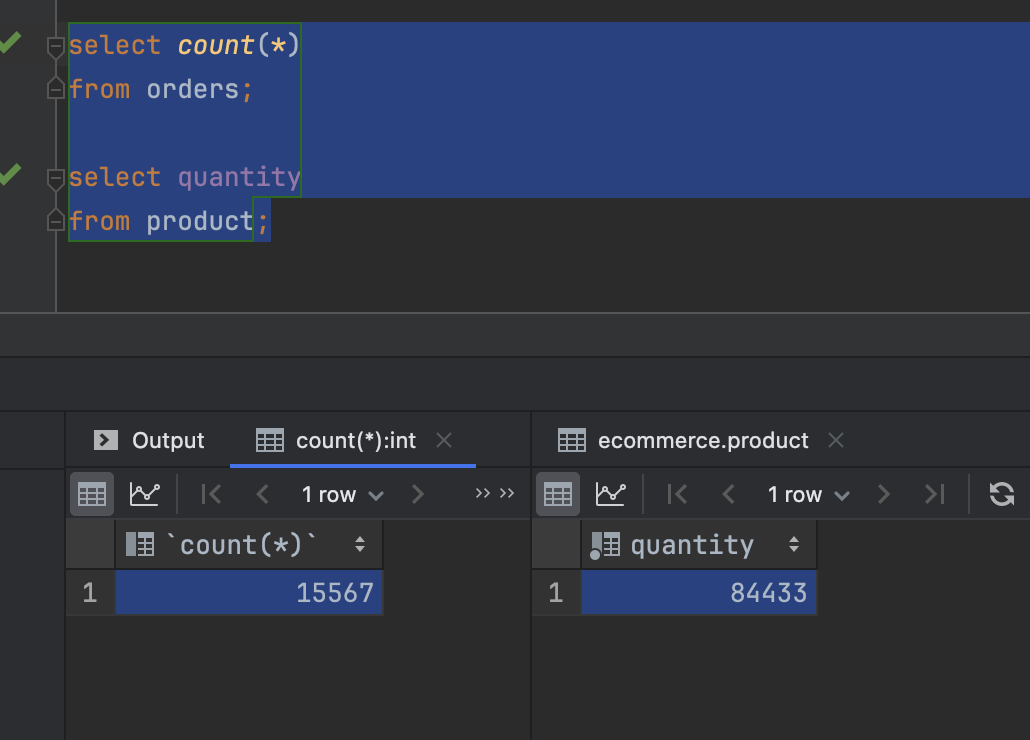 select count(*)
from orders;
select quantity
from product;
Output
count(*):int
ecommerce.product
1 row
1 row
`count(*)`
quantity
1 15567
1 84433